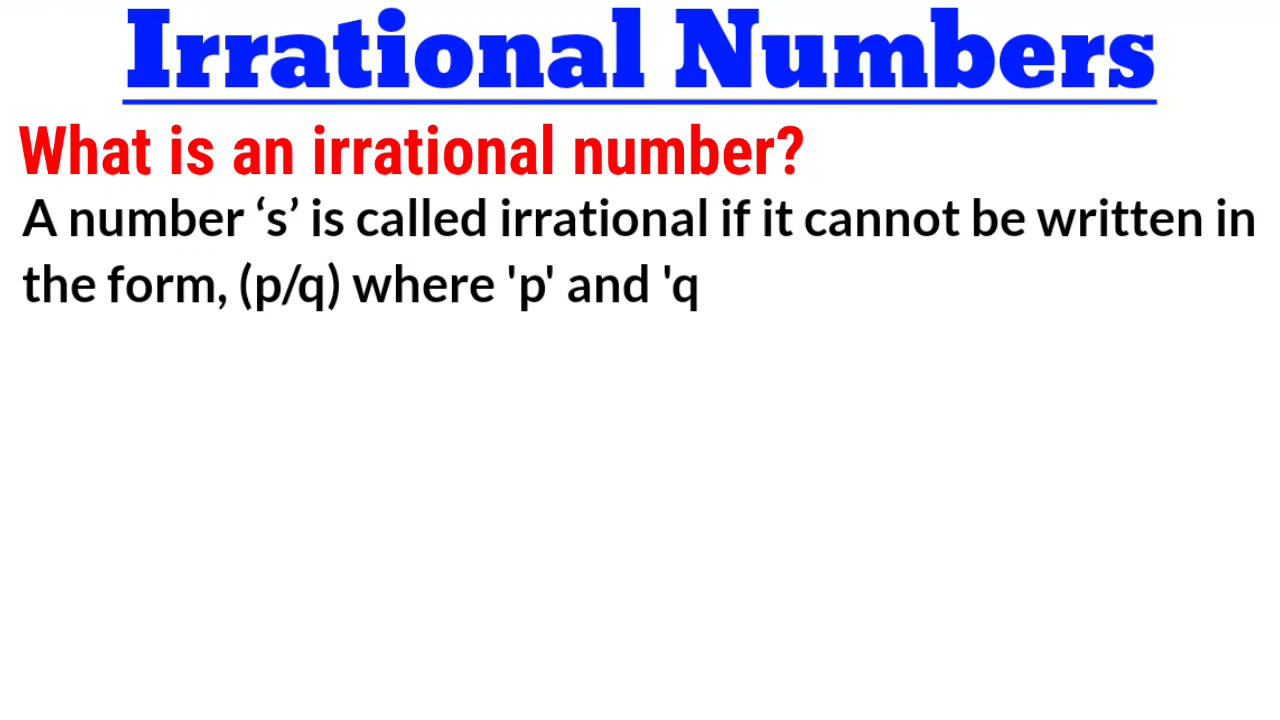 Irrational Numbers
What is an irrational number?
A number ‘s’ is called irrational if it cannot be written in
the form, (p/q) where 'p' and 'q